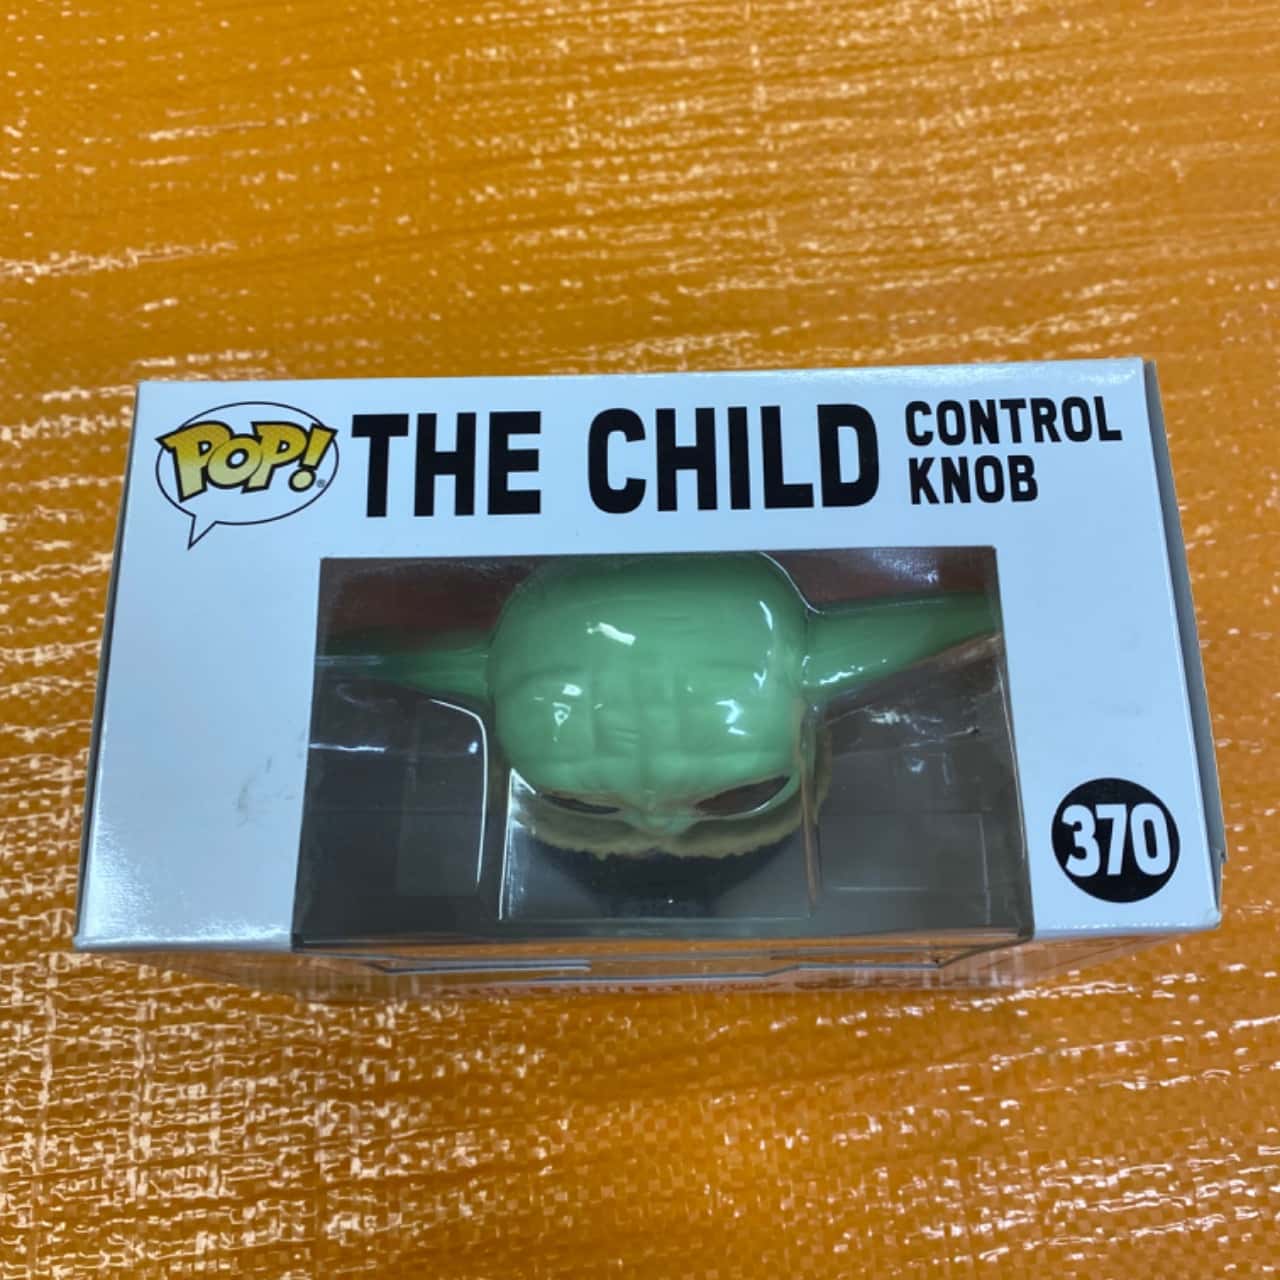 POP!
THE CHILD
CONTROL
KNOB
370